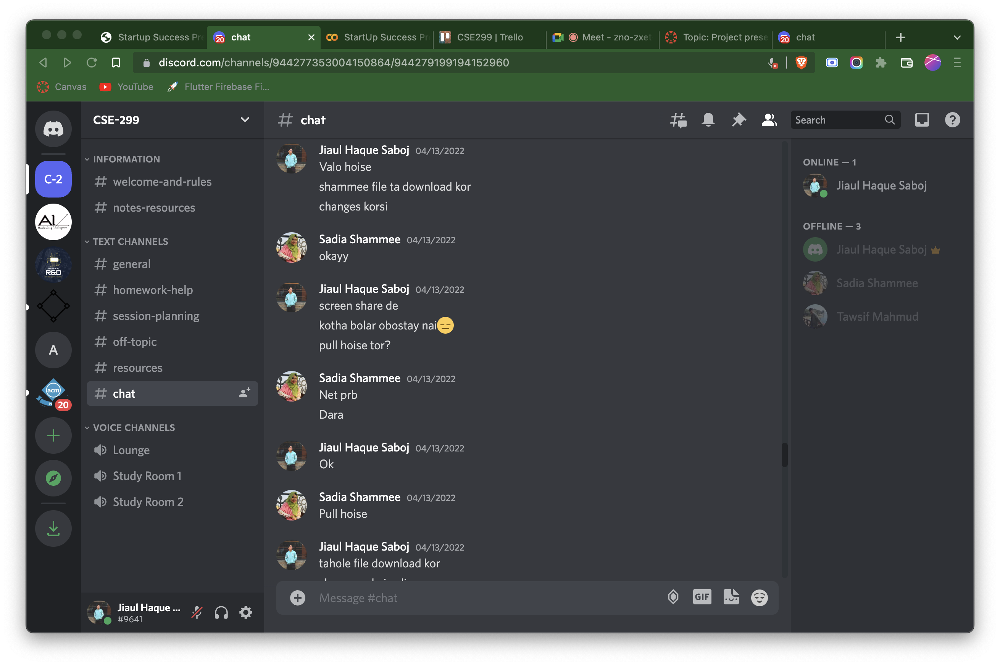 Startup Success Pre
20
chat
StartUp Success Pr
CSE299 | Trello
Meet - zno-zxet
Topic: Project prese
20
chat
discord.com/channels/944277353004150864/944279199194152960
Canvas
YouTube
Flutter Firebase Fi...
CSE-299
chat
Search
C-2
AI
R&D
A
acm
20
INFORMATION
welcome-and-rules
notes-resources
TEXT CHANNELS
general
homework-help
session-planning
off-topic
resources
chat
VOICE CHANNELS
Lounge
Study Room 1
Study Room 2
Jiaul Haque ...
#9641
Jiaul Haque Saboj 04/13/2022
Valo hoise
shammee file ta download kor
changes korsi
Sadia Shammee 04/13/2022
okayy
Jiaul Haque Saboj 04/13/2022
screen share de
kotha bolar obostay nai😑
pull hoise tor?
Sadia Shammee 04/13/2022
Net prb
Dara
Jiaul Haque Saboj 04/13/2022
Ok
Sadia Shammee 04/13/2022
Pull hoise
Jiaul Haque Saboj 04/13/2022
tahole file download kor
Message #chat
GIF
ONLINE — 1
Jiaul Haque Saboj
OFFLINE — 3
Jiaul Haque Saboj
Sadia Shammee
Tawsif Mahmud